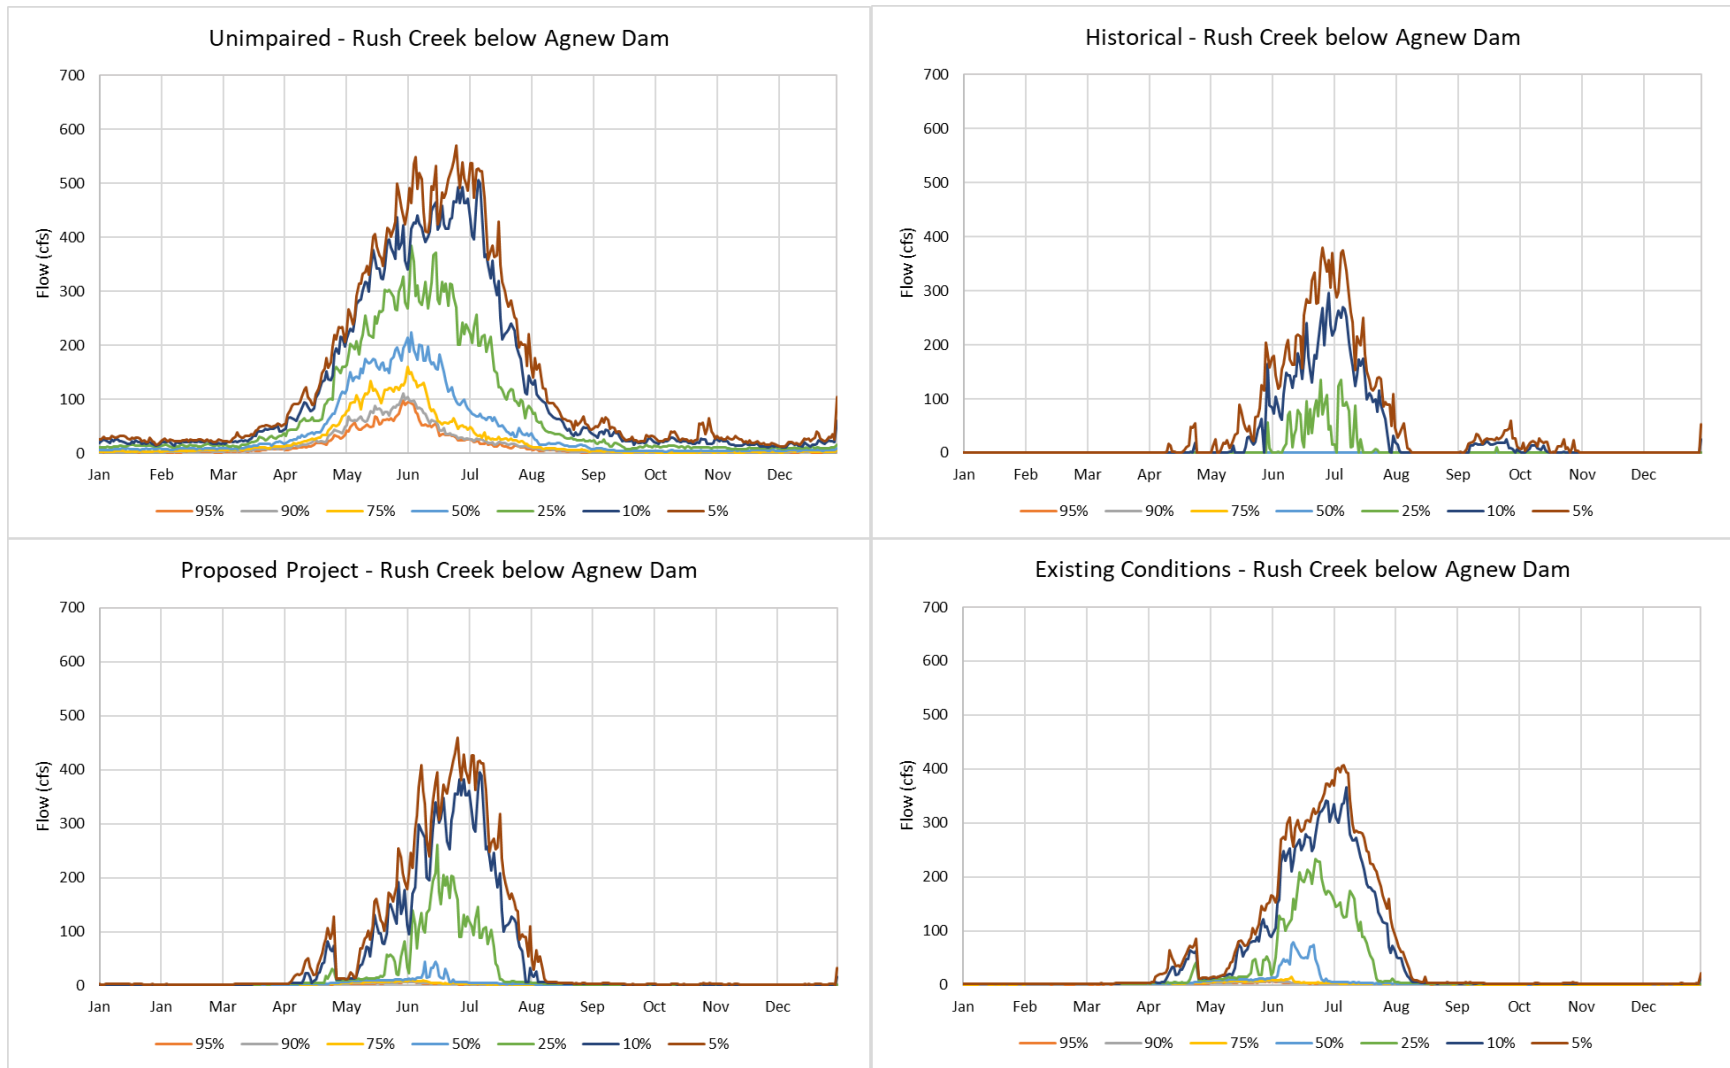 Unimpaired - Rush Creek below Agnew Dam
700
600
500
400
300
200
100
0
Flow (cfs)
Jan Feb Mar Apr May Jun Jul Aug Sep Oct Nov Dec
95% 90% 75% 50% 25% 10% 5%
Historical - Rush Creek below Agnew Dam
700
600
500
400
300
200
100
0
Flow (cfs)
Jan Feb Mar Apr May Jun Jul Aug Sep Oct Nov Dec
95% 90% 75% 50% 25% 10% 5%
Proposed Project - Rush Creek below Agnew Dam
700
600
500
400
300
200
100
0
Flow (cfs)
Jan Feb Mar Apr May Jun Jul Aug Sep Oct Nov Dec
95% 90% 75% 50% 25% 10% 5%
Existing Conditions - Rush Creek below Agnew Dam
700
600
500
400
300
200
100
0
Flow (cfs)
Jan Feb Mar Apr May Jun Jul Aug Sep Oct Nov Dec
95% 90% 75% 50% 25% 10% 5%